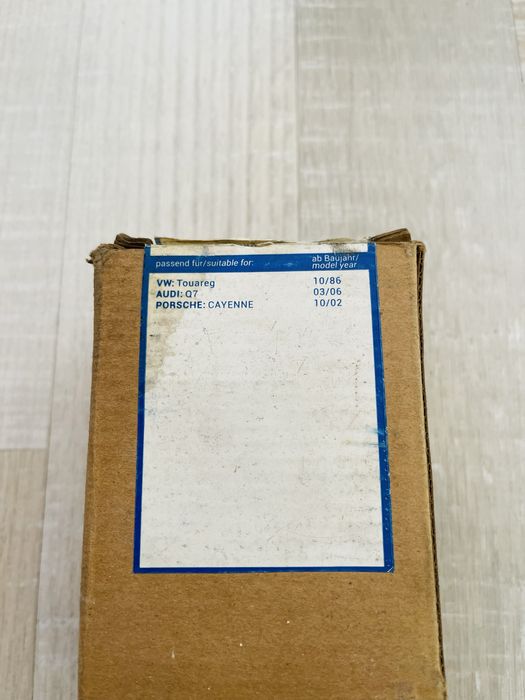 passend für/suitable for: ab Baujahr/
model year
VW: Touareg 10/86
AUDI: Q7 03/06
PORSCHE: CAYENNE 10/02